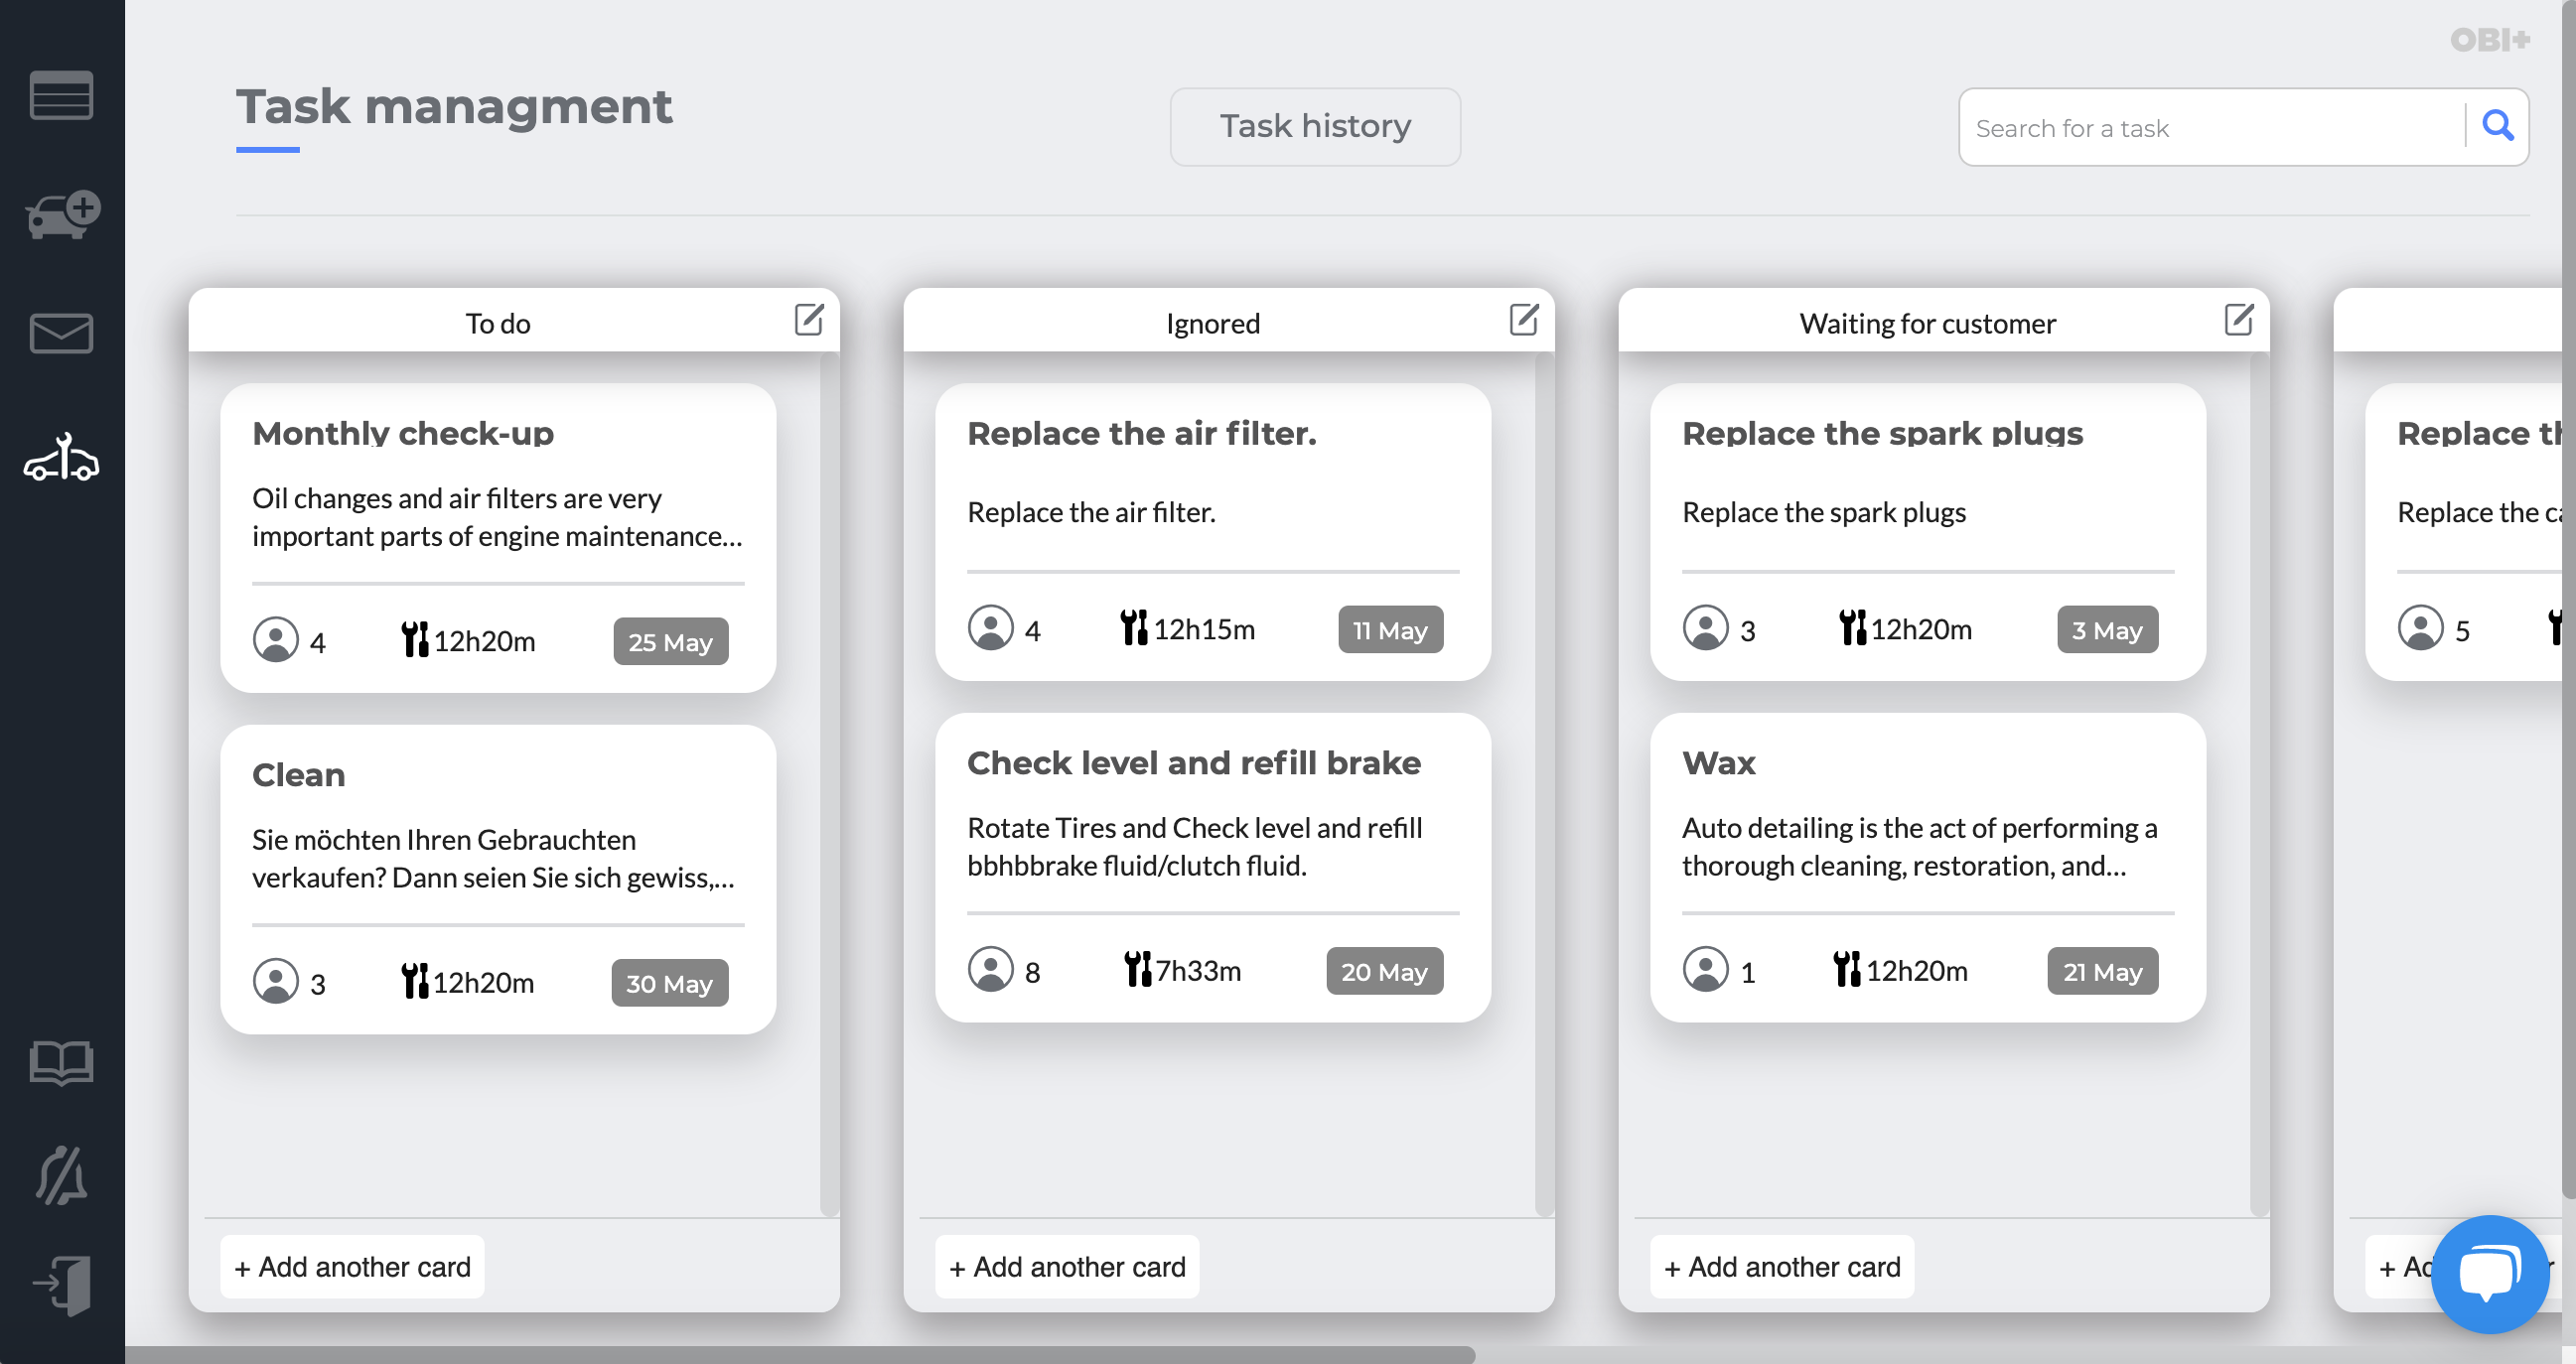 OBI+
Task managment
Task history
Search for a task
To do
Monthly check-up
Oil changes and air filters are very
important parts of engine maintenance...
4
12h20m
25 May
Clean
Sie möchten Ihren Gebrauchten
verkaufen? Dann seien Sie sich gewiss,...
3
12h20m
30 May
+ Add another card
Ignored
Replace the air filter.
Replace the air filter.
4
12h15m
11 May
Check level and refill brake
Rotate Tires and Check level and refill
bbhbbrake fluid/clutch fluid.
8
7h33m
20 May
+ Add another card
Waiting for customer
Replace the spark plugs
Replace the spark plugs
3
12h20m
3 May
Wax
Auto detailing is the act of performing a
thorough cleaning, restoration, and...
1
12h20m
21 May
+ Add another card
Replace
Replace the
5
+